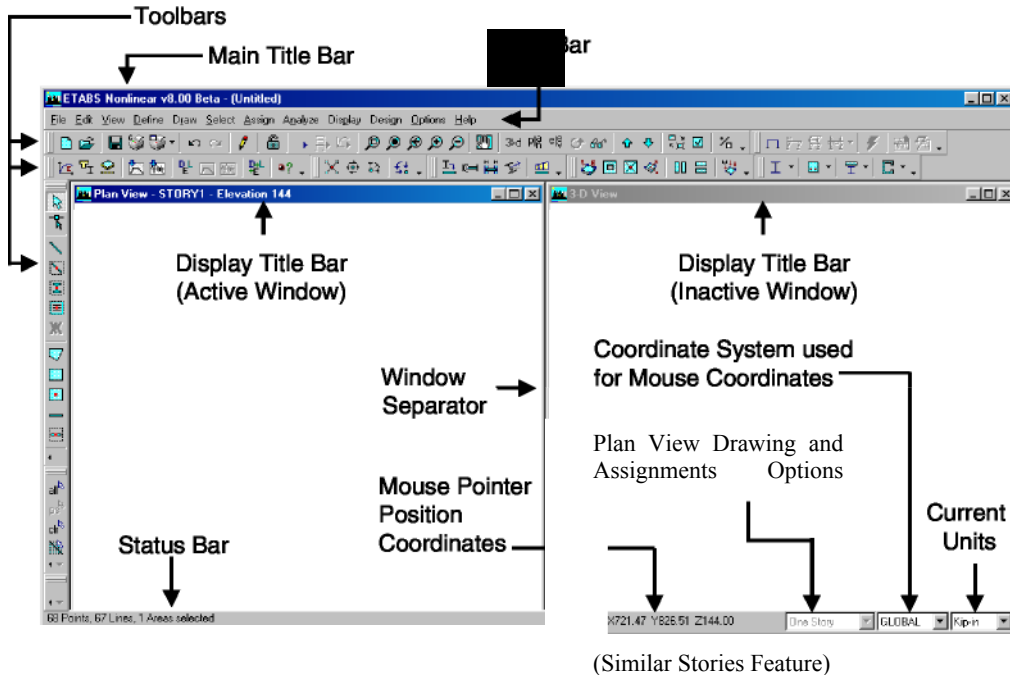 Toolbars
Main Title Bar
Bar
ETABS Nonlinear v8.00 Beta - (Untitled)
File Edit View Define Draw Select Assign Analyze Display Design Options Help
3-d
Plan View - STORY1 - Elevation 144
3-D View
Display Title Bar
(Active Window)
Display Title Bar
(Inactive Window)
Coordinate System used
for Mouse Coordinates
Window
Separator
Plan View Drawing and
Assignments Options
Mouse Pointer
Position
Coordinates
Current
Units
Status Bar
all
clr
68 Points, 67 Lines, 1 Areas selected
X721.47 Y826.51 Z144.00 One Story GLOBAL Kip-in
(Similar Stories Feature)